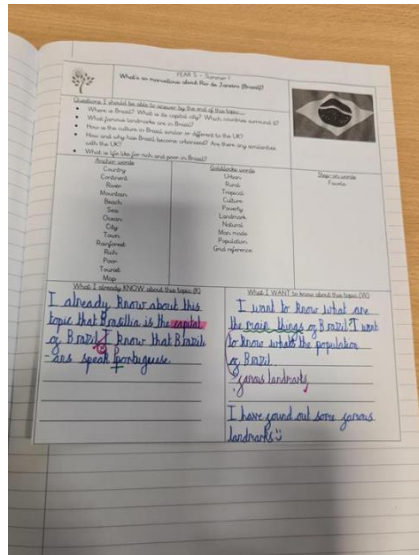 YEAR 5 - Summer 1
What's so marvellous about Rio de Janeiro (Brazil)?
Questions I should be able to answer by the end of this topic...
Where is Brazil? What is its capital city? Which countries surround it?
What famous landmarks are in Brazil?
How is the culture in Brazil similar or different to the UK?
How and why has Brazil become urbanised? Are there any similarities
with the UK?
What is life like for rich and poor in Brazil?
Anchor words
Country
Continent
River
Mountain
Beach
Sea
Ocean
City
Town
Rainforest
Rich
Poor
Tourist
Map
Goldilocks words
Urban
Rural
Tropical
Culture
Poverty
Landmark
Natural
Man made
Population
Grid reference
Step on words
Favela
What I already KNOW about this topic (K)
I already know about this
topic that Brasillia is the capital
of Brazil. I know that Brazils
ans speak portuguese.
What I WANT to know about this topic (W)
I want to know what are
the main things of Brazil? I want
to know whats the population
of Brazil.
famous landmarks
I have found out some famous
landmarks